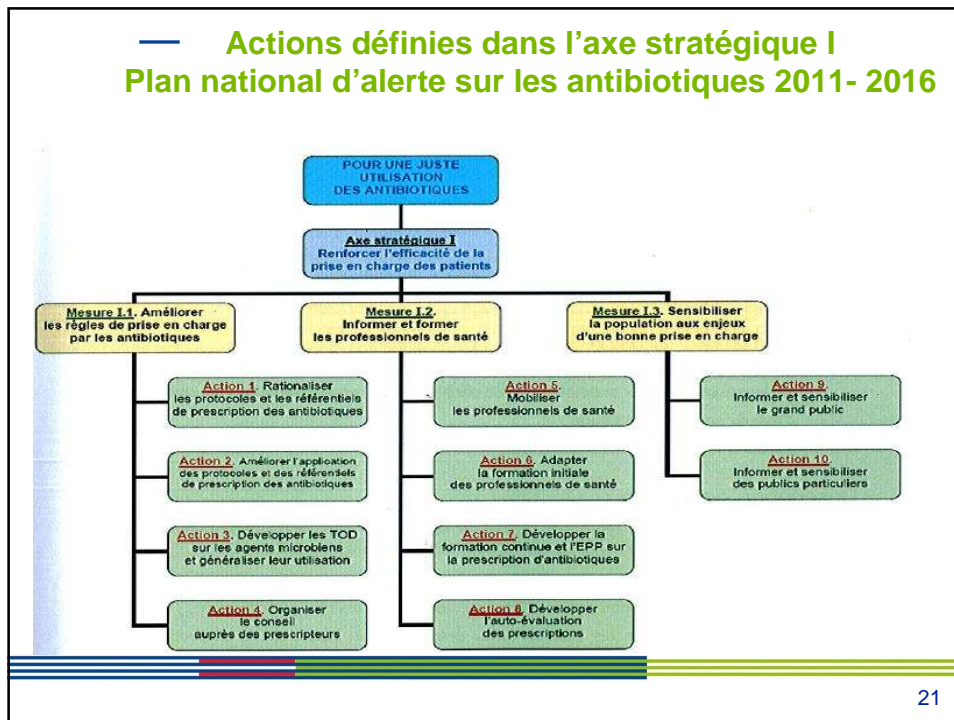 Actions définies dans l'axe stratégique I
Plan national d'alerte sur les antibiotiques 2011- 2016
POUR UNE JUSTE
UTILISATION
DES ANTIBIOTIQUES
Axe stratégique I
Renforcer l'efficacité de la
prise en charge des patients
Mesure I.1. Améliorer
les règles de prise en charge
par les antibiotiques
Action 1. Rationaliser
les protocoles et les référentiels
de prescription des antibiotiques
Action 2. Améliorer l'application
des protocoles et des référentiels
de prescription des antibiotiques
Action 3. Développer les TOD
sur les agents microbiens
et généraliser leur utilisation
Action 4. Organiser
le conseil
auprès des prescripteurs
Mesure I.2.
Informer et former
les professionnels de santé
Action 5.
Mobiliser
les professionnels de santé
Action 6. Adapter
la formation initiale
des professionnels de santé
Action 7. Développer la
formation continue et l'EPP sur
la prescription d'antibiotiques
Action 8. Développer
l'auto-évaluation
des prescriptions
Mesure I.3. Sensibiliser
la population aux enjeux
d'une bonne prise en charge
Action 9.
Informer et sensibiliser
le grand public
Action 10.
Informer et sensibiliser
des publics particuliers
21